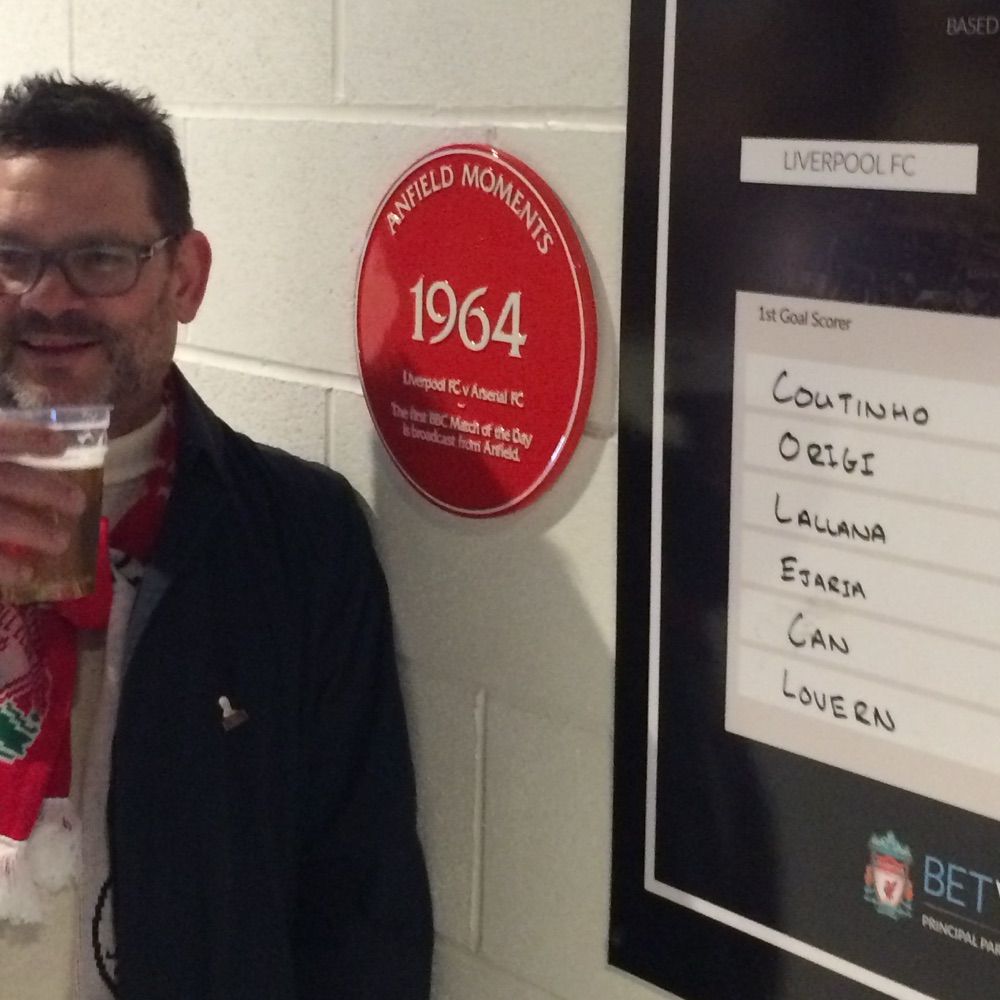 ANFIELD MOMENTS
1964
Liverpool FC v Arsenal FC
The first BBC Match of the Day
is broadcast from Anfield.
BASED
LIVERPOOL FC
1st Goal Scorer
COUTINHO
ORIGI
LALLANA
EJARIA
CAN
LOVERN
BET
PRINCIPAL PAR